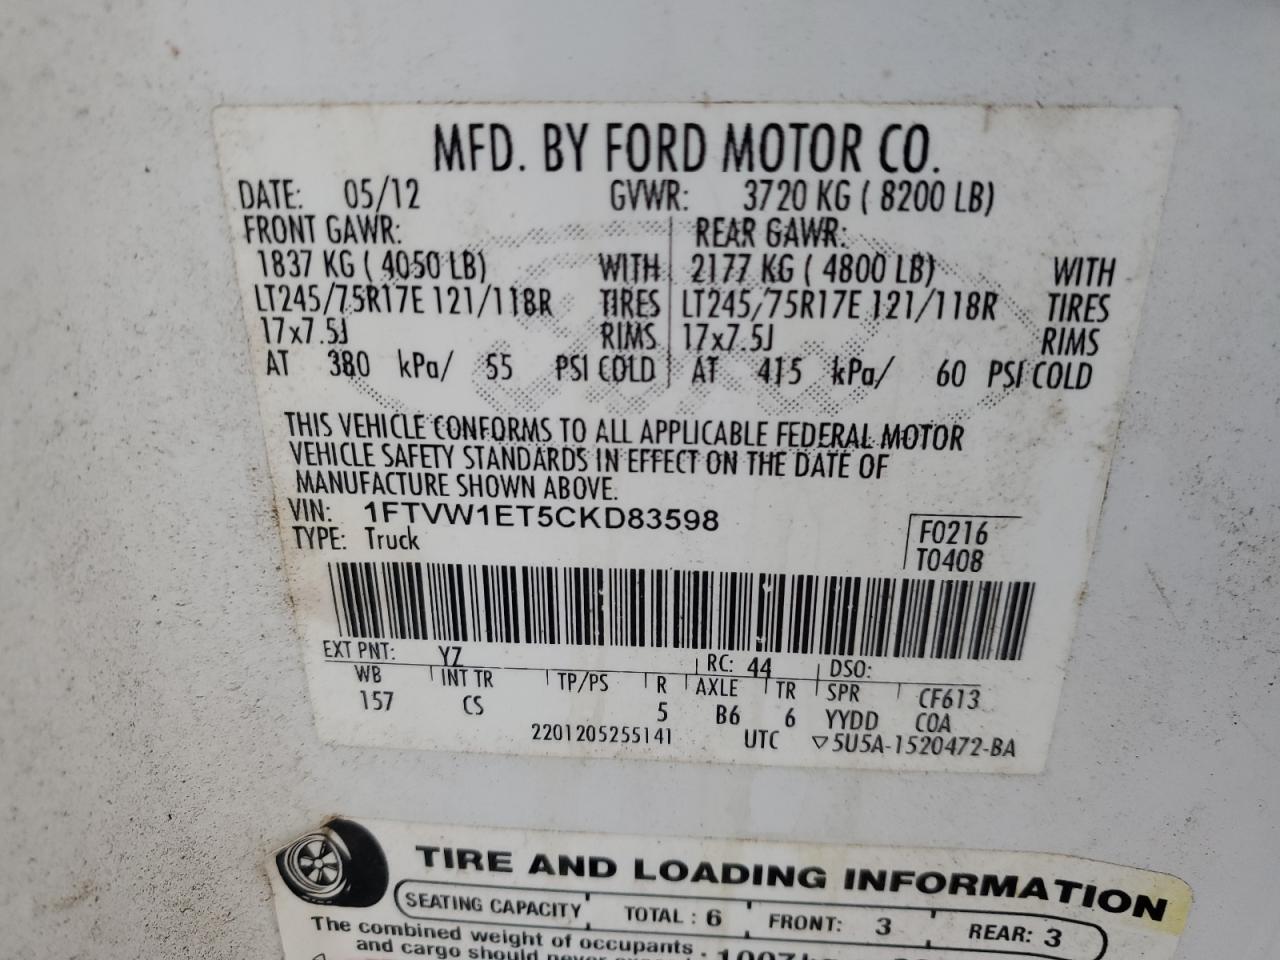 MFD. BY FORD MOTOR CO.
DATE: 05/12 GVWR: 3720 KG ( 8200 LB)
FRONT GAWR: REAR GAWR:
1837 KG ( 4050 LB) WITH 2177 KG ( 4800 LB) WITH
LT245/75R17E 121/118R TIRES LT245/75R17E 121/118R TIRES
17x7.5J RIMS 17x7.5J RIMS
AT 380 kPa/ 55 PSI COLD AT 415 kPa/ 60 PSI COLD
THIS VEHICLE CONFORMS TO ALL APPLICABLE FEDERAL MOTOR
VEHICLE SAFETY STANDARDS IN EFFECT ON THE DATE OF
MANUFACTURE SHOWN ABOVE.
VIN: 1FTVW1ET5CKD83598
TYPE: Truck
F0216
T0408
EXT PNT: YZ RC: 44 DSO:
WB INT TR TP/PS R AXLE TR SPR CF613
157 CS 5 B6 6 YYDD COA
2201205255141 UTC ▽5U5A-1520472-BA
TIRE AND LOADING INFORMATION
SEATING CAPACITY TOTAL : 6 FRONT: 3 REAR: 3
The combined weight of occupants
and cargo should never